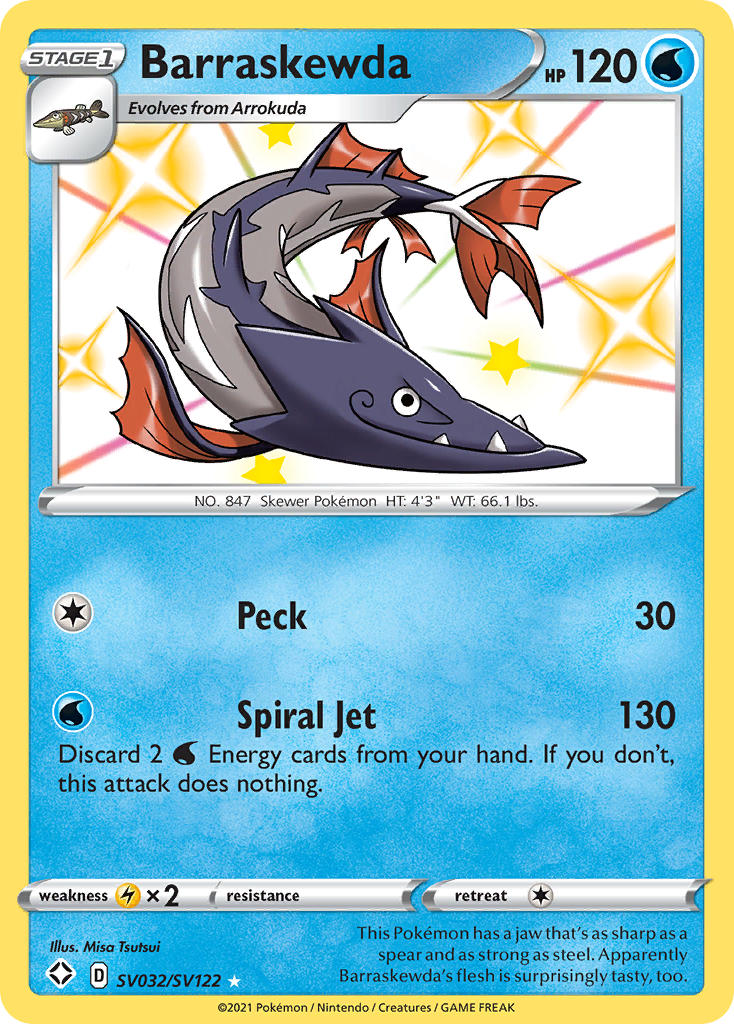 STAGE 1
Barraskewda
HP 120
Evolves from Arrokuda
NO. 847 Skewer Pokémon HT: 4'3" WT: 66.1 lbs.
Peck 30
Spiral Jet 130
Discard 2 Energy cards from your hand. If you don't,
this attack does nothing.
weakness ×2 resistance retreat
Illus. Misa Tsutsui
This Pokémon has a jaw that's as sharp as a
spear and as strong as steel. Apparently
Barraskewda's flesh is surprisingly tasty, too.
D SV032/SV122
©2021 Pokémon / Nintendo / Creatures / GAME FREAK